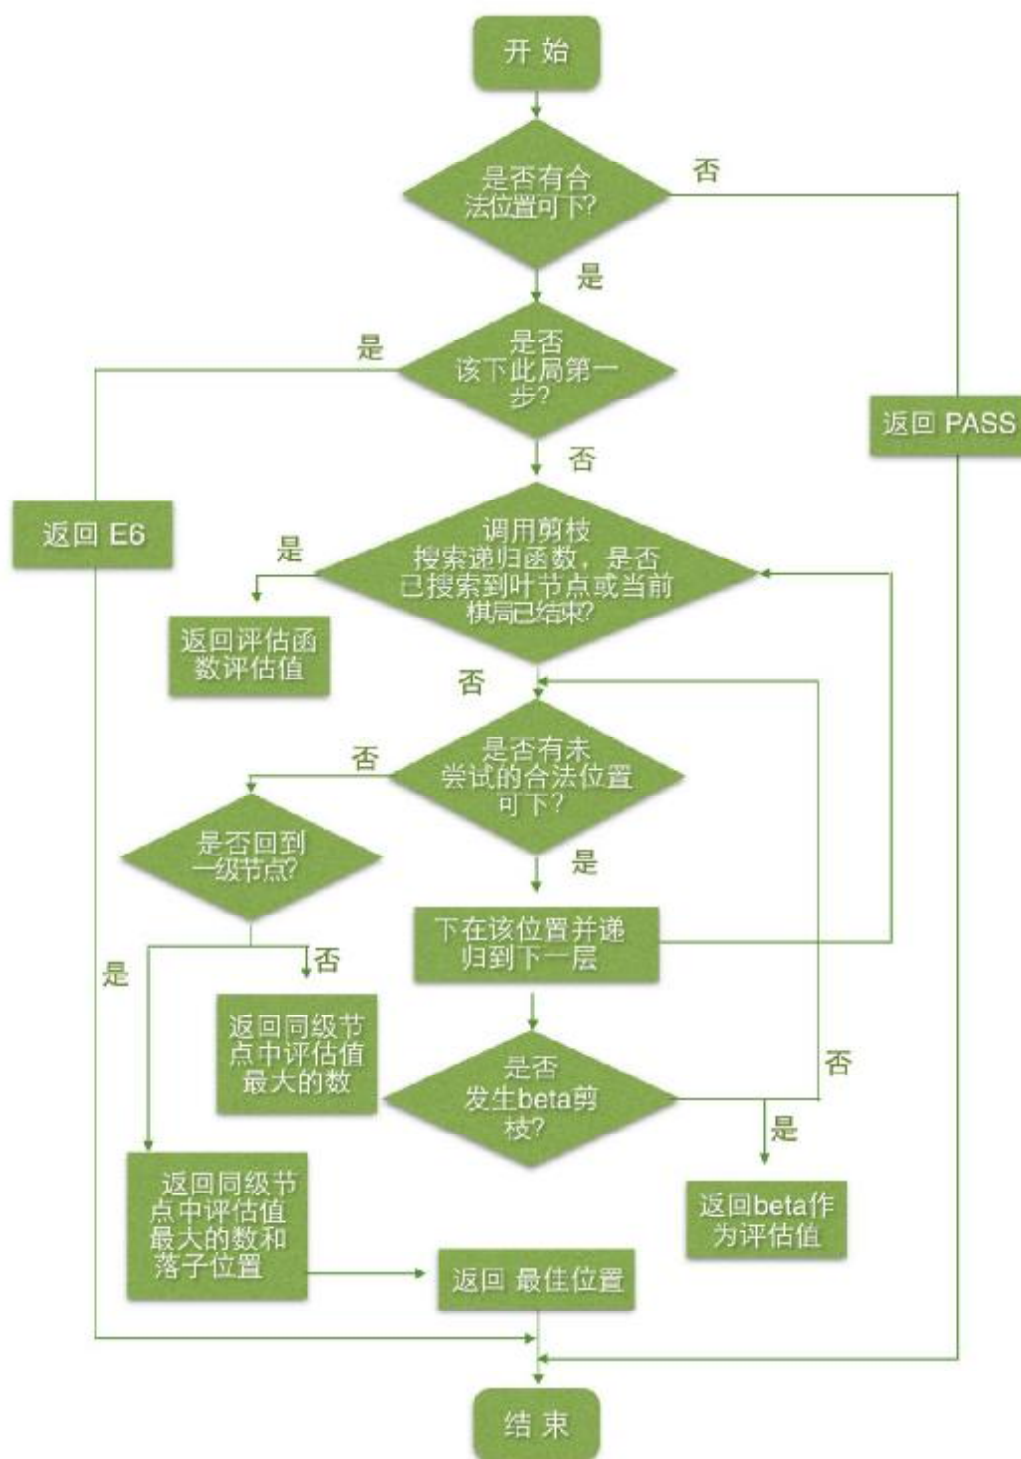 开 始
是否有合
法位置可下?
否
是
是否
该下此局第一
步?
是
返回 PASS
否
返回 E6
调用剪枝
搜索递归函数，是否
已搜索到叶节点或当前
棋局已结束?
是
返回评估函
数评估值
否
是否有未
尝试的合法位置
可下?
否
是否回到
一级节点?
是
下在该位置并递
归到下一层
是
否
返回同级节
点中评估值
最大的数
是否
发生beta剪
枝?
否
是
返回同级节
点中评估值
最大的数和
落子位置
返回beta作
为评估值
返回 最佳位置
结 束